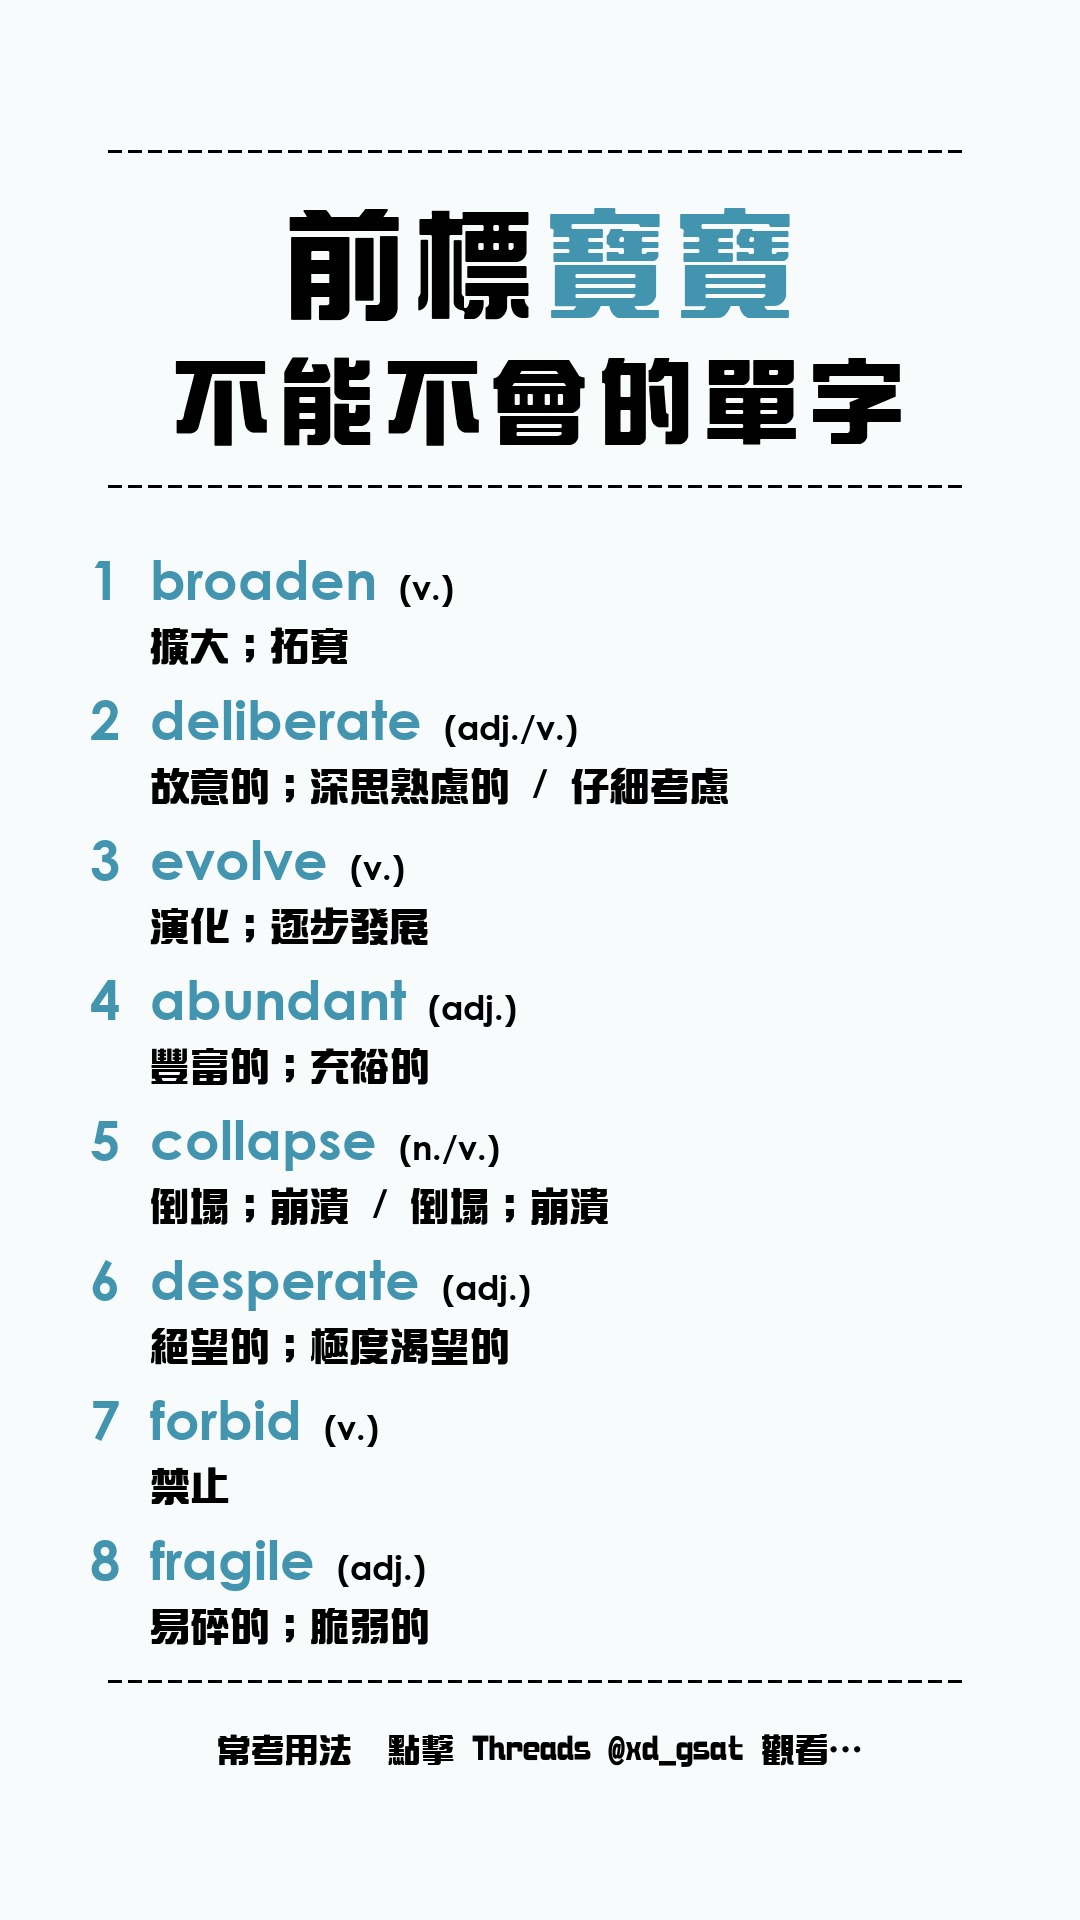 前標寶寶
不能不會的單字
1 broaden (v.)
擴大；拓寬
2 deliberate (adj./v.)
故意的；深思熟慮的 / 仔細考慮
3 evolve (v.)
演化；逐步發展
4 abundant (adj.)
豐富的；充裕的
5 collapse (n./v.)
倒塌；崩潰 / 倒塌；崩潰
6 desperate (adj.)
絕望的；極度渴望的
7 forbid (v.)
禁止
8 fragile (adj.)
易碎的；脆弱的
常考用法 點擊 Threads @xd_gsat 觀看…